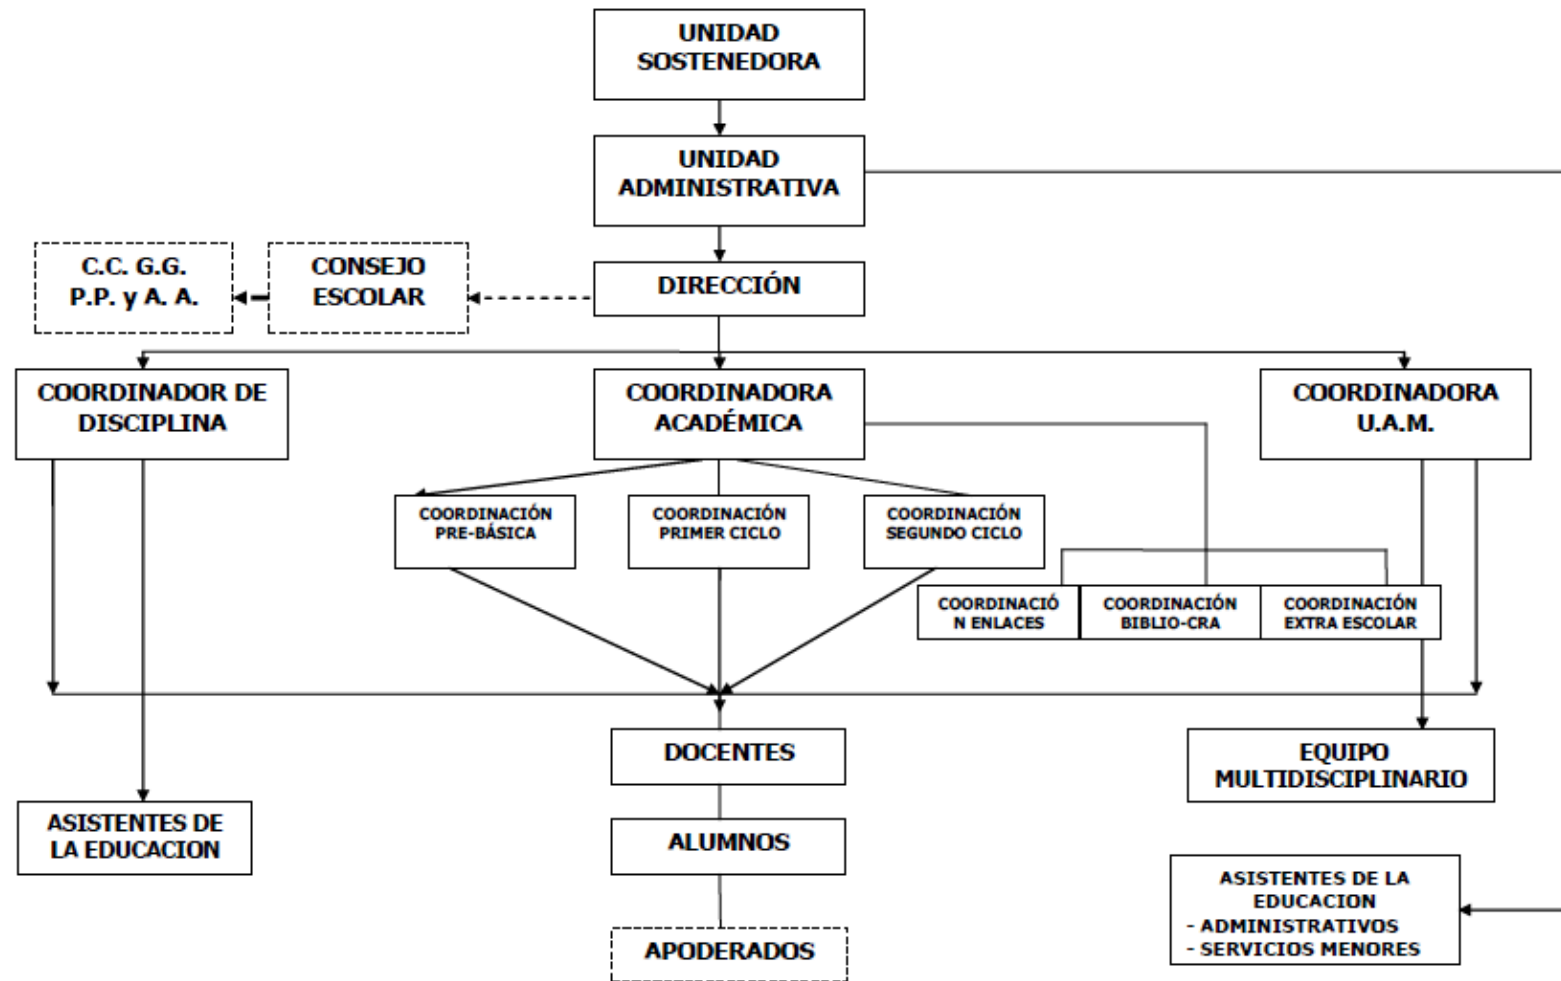 UNIDAD
SOSTENEDORA
UNIDAD
ADMINISTRATIVA
C.C. G.G.
P.P. y A. A.
CONSEJO
ESCOLAR
DIRECCIÓN
COORDINADOR DE
DISCIPLINA
COORDINADORA
ACADÉMICA
COORDINADORA
U.A.M.
COORDINACIÓN
PRE-BÁSICA
COORDINACIÓN
PRIMER CICLO
COORDINACIÓN
SEGUNDO CICLO
COORDINACIÓ
N ENLACES
COORDINACIÓN
BIBLIO-CRA
COORDINACIÓN
EXTRA ESCOLAR
DOCENTES
EQUIPO
MULTIDISCIPLINARIO
ASISTENTES DE
LA EDUCACION
ALUMNOS
ASISTENTES DE LA
EDUCACION
- ADMINISTRATIVOS
- SERVICIOS MENORES
APODERADOS